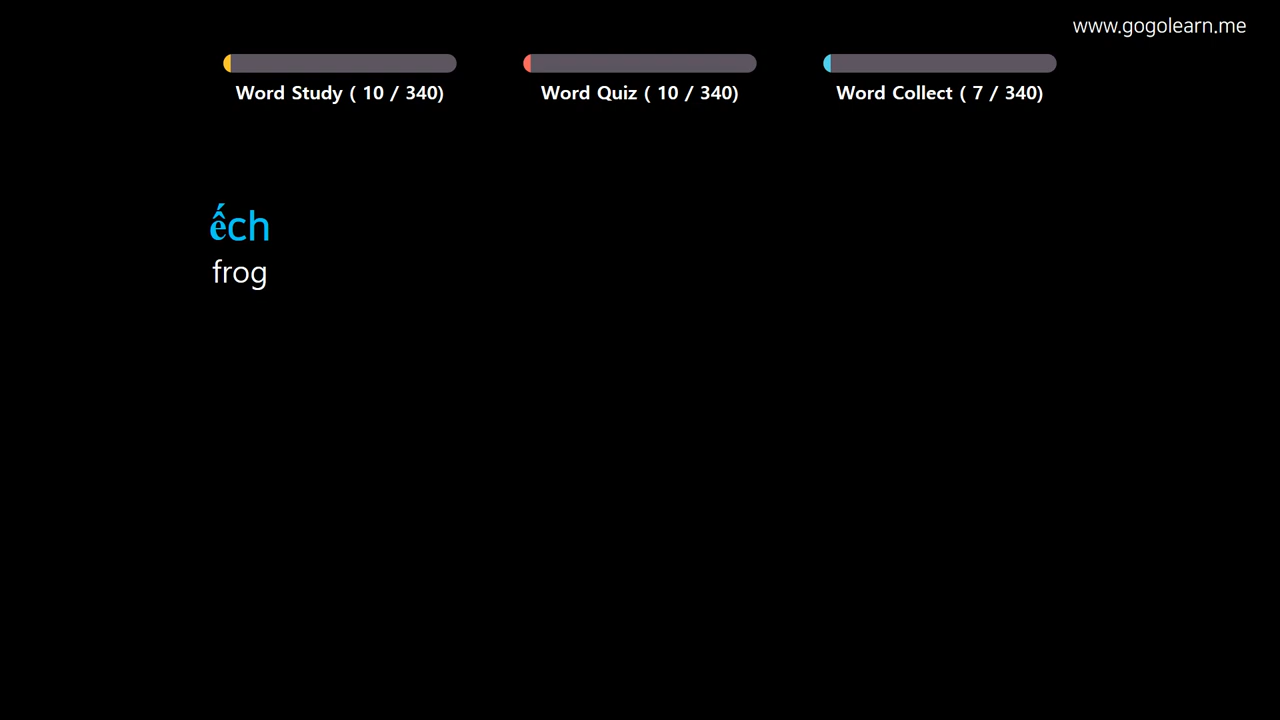 www.gogolearn.me
Word Study ( 10 / 340)
Word Quiz ( 10 / 340)
Word Collect ( 7 / 340)
ếch
frog